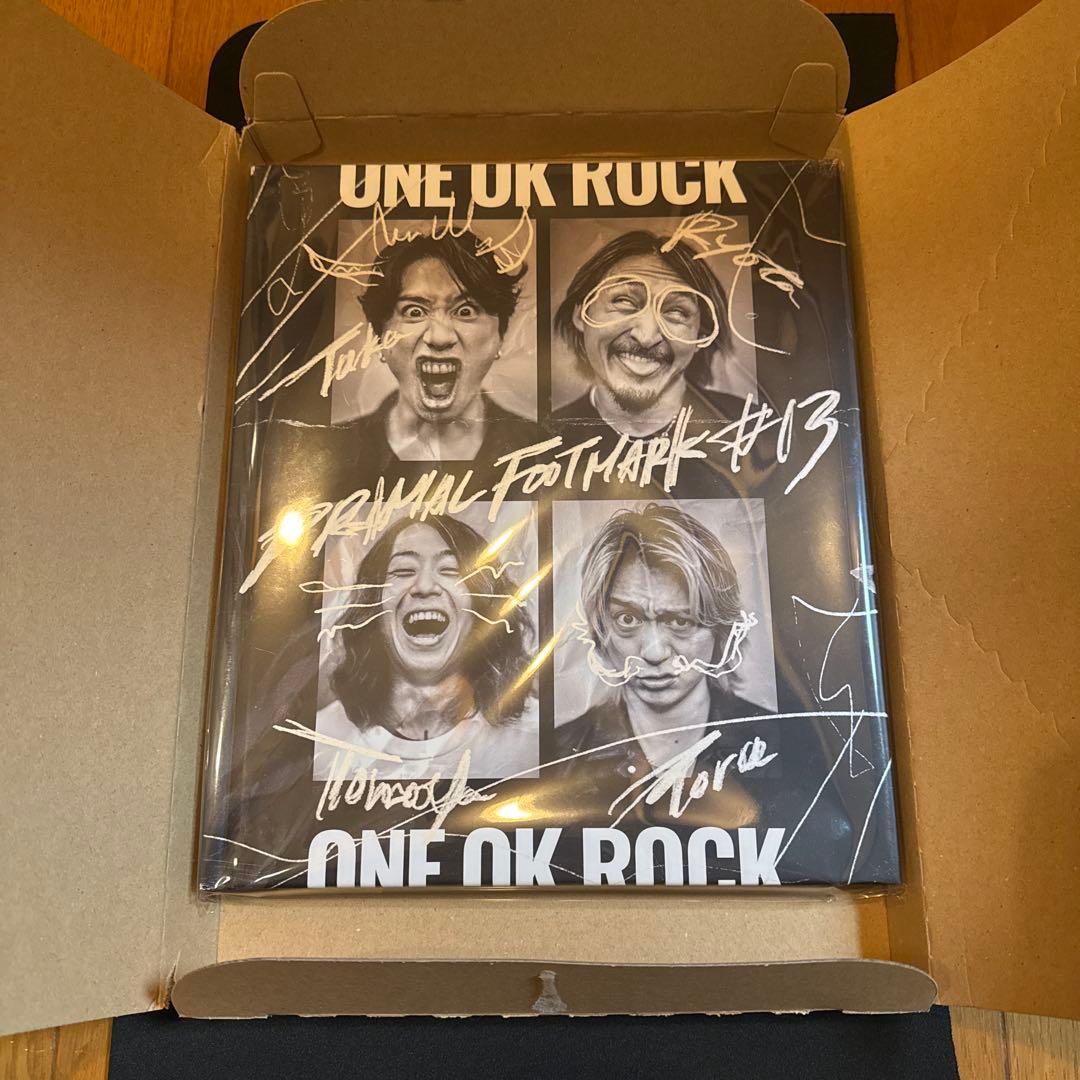 ONE OK ROCK
Ryota
Taka
PRIMAL FOOTMARK #13
Tomoya
Toru
ONE OK ROCK